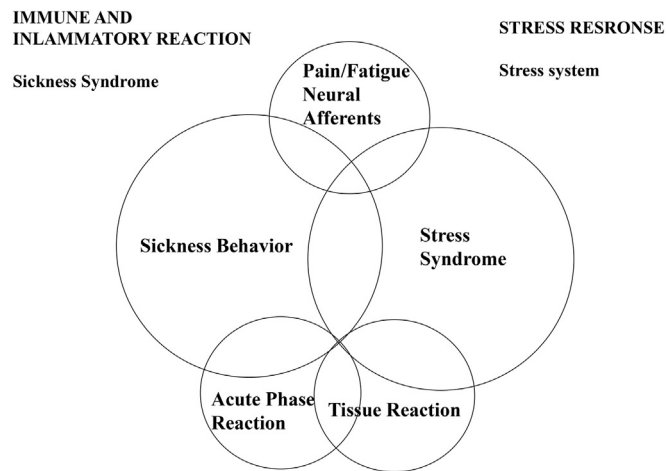 IMMUNE AND
INLAMMATORY REACTION
Sickness Syndrome
STRESS RESRONSE
Stress system
Pain/Fatigue
Neural
Afferents
Sickness Behavior
Stress
Syndrome
Acute Phase
Reaction
Tissue Reaction